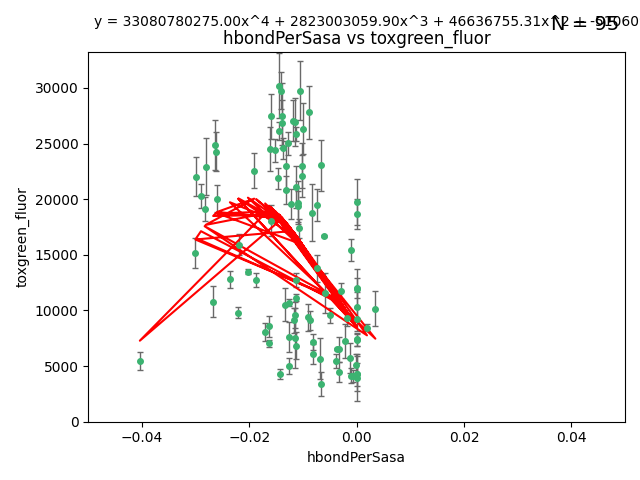 y = 33080780275.00x^4 + 2823003059.90x^3 + 46636755.31x^2 +
N = 95
hbondPerSasa vs toxgreen_fluor
30000
25000
20000
15000
10000
5000
0
toxgreen_fluor
−0.04
−0.02
0.00
0.02
0.04
hbondPerSasa